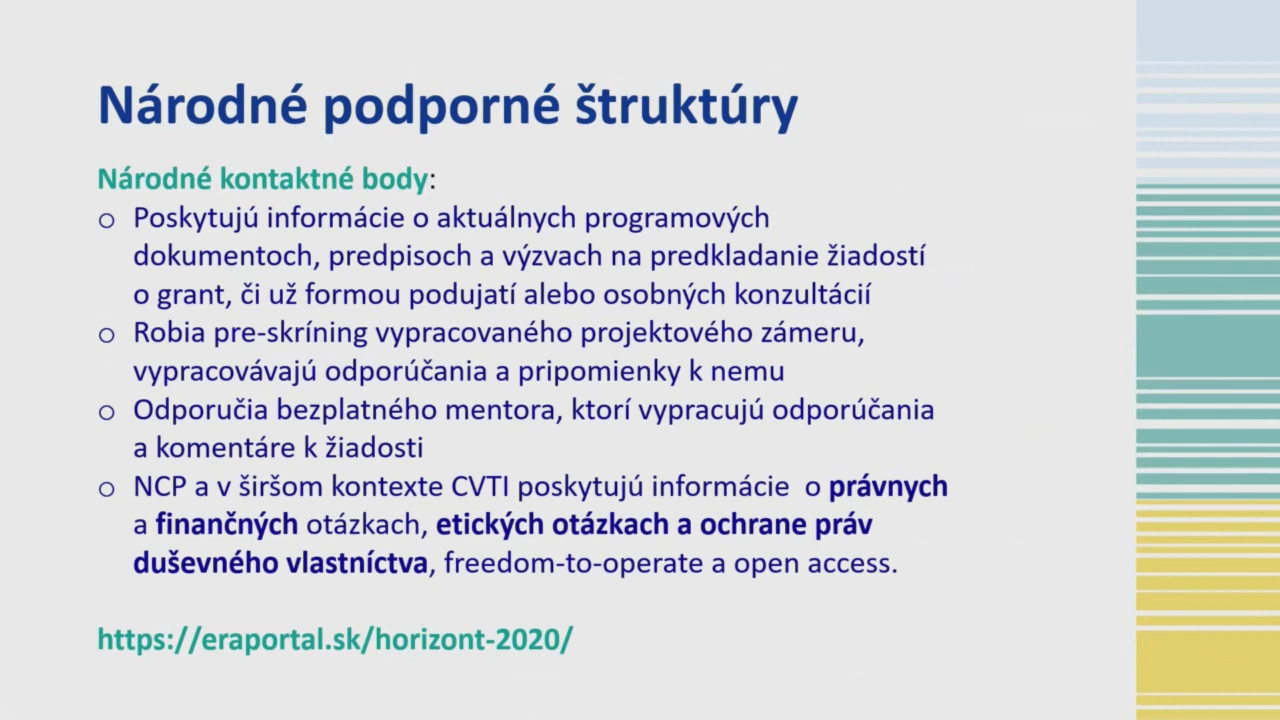 Národné podporné štruktúry
Národné kontaktné body:
o Poskytujú informácie o aktuálnych programových
dokumentoch, predpisoch a výzvach na predkladanie žiadostí
o grant, či už formou podujatí alebo osobných konzultácií
o Robia pre-skríning vypracovaného projektového zámeru,
vypracovávajú odporúčania a pripomienky k nemu
o Odporučia bezplatného mentora, ktorí vypracujú odporúčania
a komentáre k žiadosti
o NCP a v širšom kontexte CVTI poskytujú informácie  o právnych
a finančných otázkach, etických otázkach a ochrane práv
duševného vlastníctva, freedom-to-operate a open access.
https://eraportal.sk/horizont-2020/